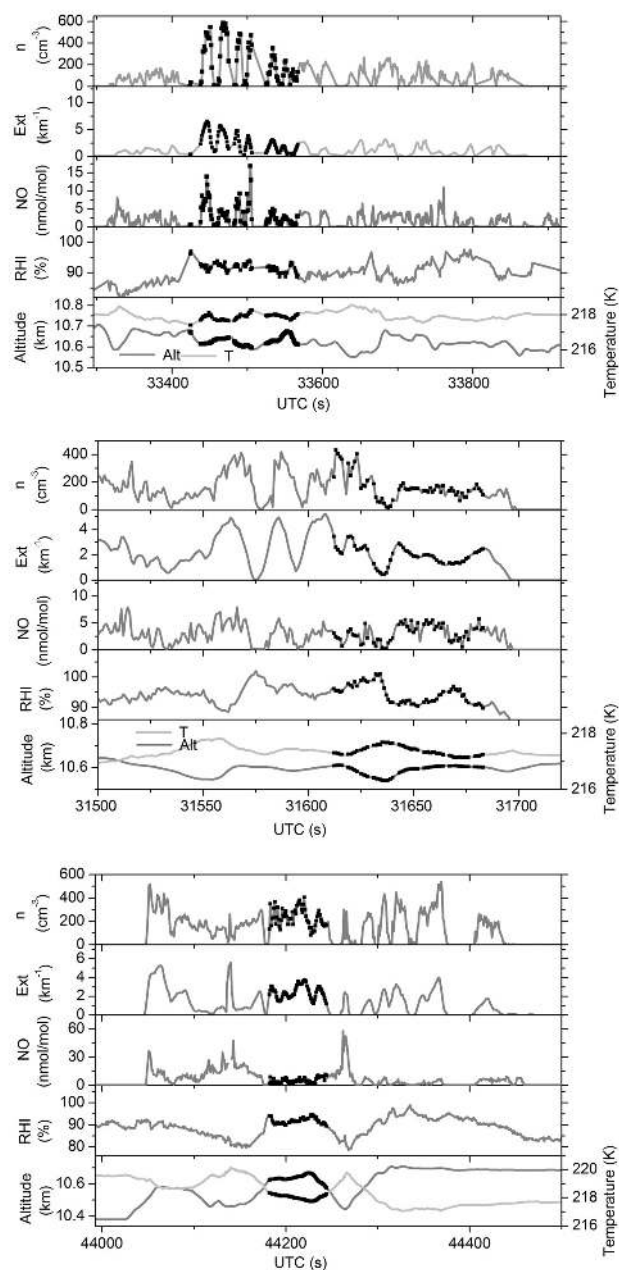 600
400
200
0
n
(cm-3)
10
5
0
Ext
(km-1)
15
10
5
0
NO
(nmol/mol)
100
90
RHI
(%)
10.8
10.7
10.6
10.5
Altitude
(km)
218
216
Temperature (K)
Alt T
33400 33600 33800
UTC (s)
400
200
0
n
(cm-3)
4
2
0
Ext
(km-1)
10
5
0
NO
(nmol/mol)
100
90
RHI
(%)
10.8
10.6
Altitude
(km)
218
216
Temperature (K)
T
Alt
31500 31550 31600 31650 31700
UTC (s)
600
400
200
0
n
(cm-3)
6
4
2
0
Ext
(km-1)
60
30
0
NO
(nmol/mol)
100
90
80
RHI
(%)
10.6
10.4
Altitude
(km)
220
218
216
Temperature (K)
44000 44200 44400
UTC (s)